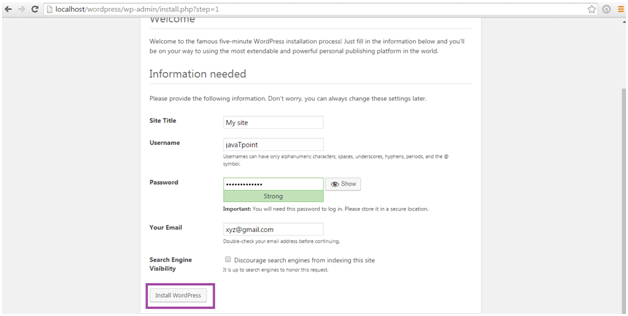 localhost/wordpress/wp-admin/install.php?step=1
Welcome
Welcome to the famous five-minute WordPress installation process! Just fill in the information below and you'll
be on your way to using the most extendable and powerful personal publishing platform in the world.
Information needed
Please provide the following information. Don't worry, you can always change these settings later.
Site Title
My site
Username
javaTpoint
Usernames can have only alphanumeric characters, spaces, underscores, hyphens, periods, and the @
symbol.
Password
•••••••••••••
Show
Strong
Important: You will need this password to log in. Please store it in a secure location.
Your Email
xyz@gmail.com
Double-check your email address before continuing.
Search Engine
Visibility
Discourage search engines from indexing this site
It is up to search engines to honor this request.
Install WordPress